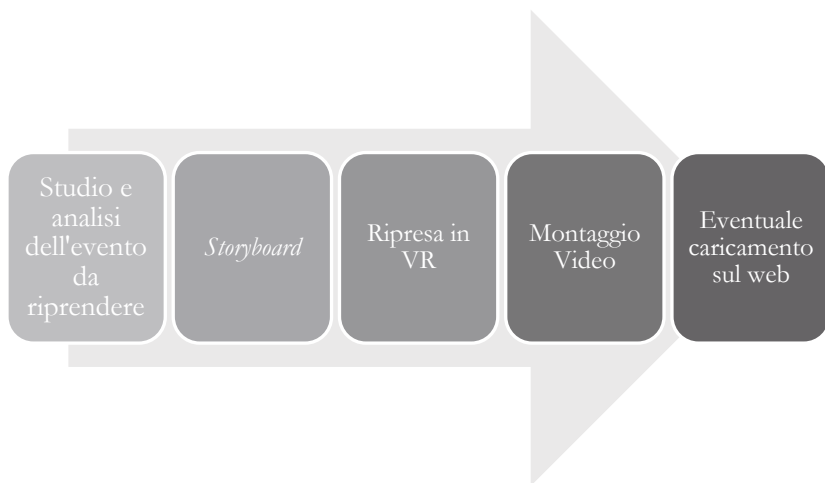 Studio e
analisi
dell'evento
da
riprendere
Storyboard
Ripresa in
VR
Montaggio
Video
Eventuale
caricamento
sul web